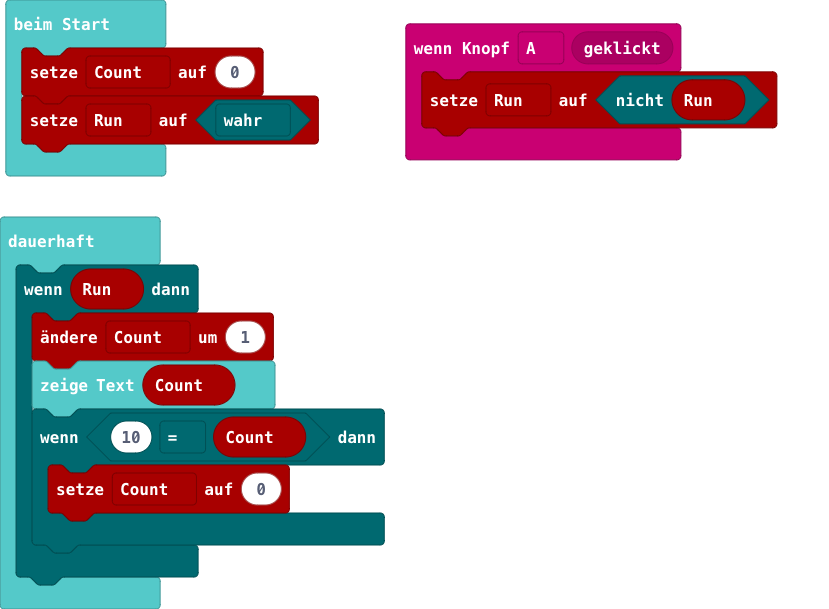 beim Start
setze Count auf 0
setze Run auf wahr
wenn Knopf A geklickt
setze Run auf nicht Run
dauerhaft
wenn Run dann
ändere Count um 1
zeige Text Count
wenn 10 = Count dann
setze Count auf 0